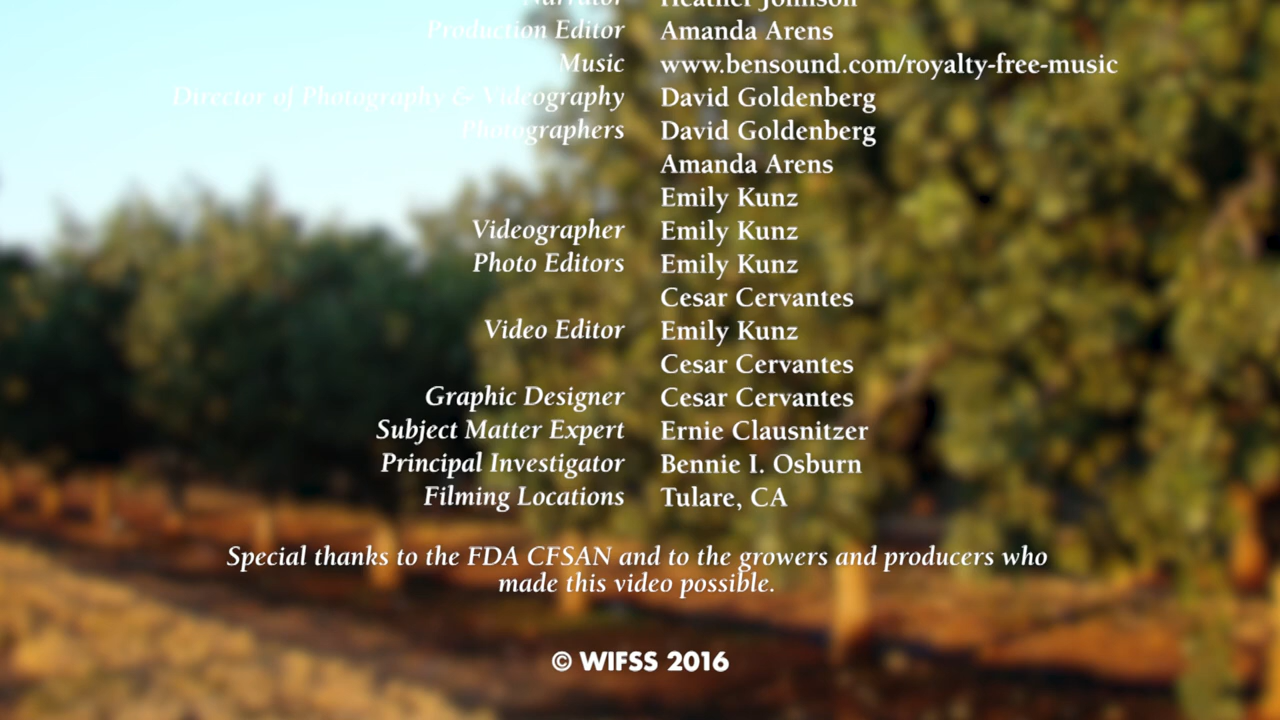 Narrator Heather Johnson
Production Editor Amanda Arens
Music www.bensound.com/royalty-free-music
Director of Photography & Videography David Goldenberg
Photographers David Goldenberg
Amanda Arens
Emily Kunz
Videographer Emily Kunz
Photo Editors Emily Kunz
Cesar Cervantes
Video Editor Emily Kunz
Cesar Cervantes
Graphic Designer Cesar Cervantes
Subject Matter Expert Ernie Clausnitzer
Principal Investigator Bennie I. Osburn
Filming Locations Tulare, CA
Special thanks to the FDA CFSAN and to the growers and producers who
made this video possible.
© WIFSS 2016